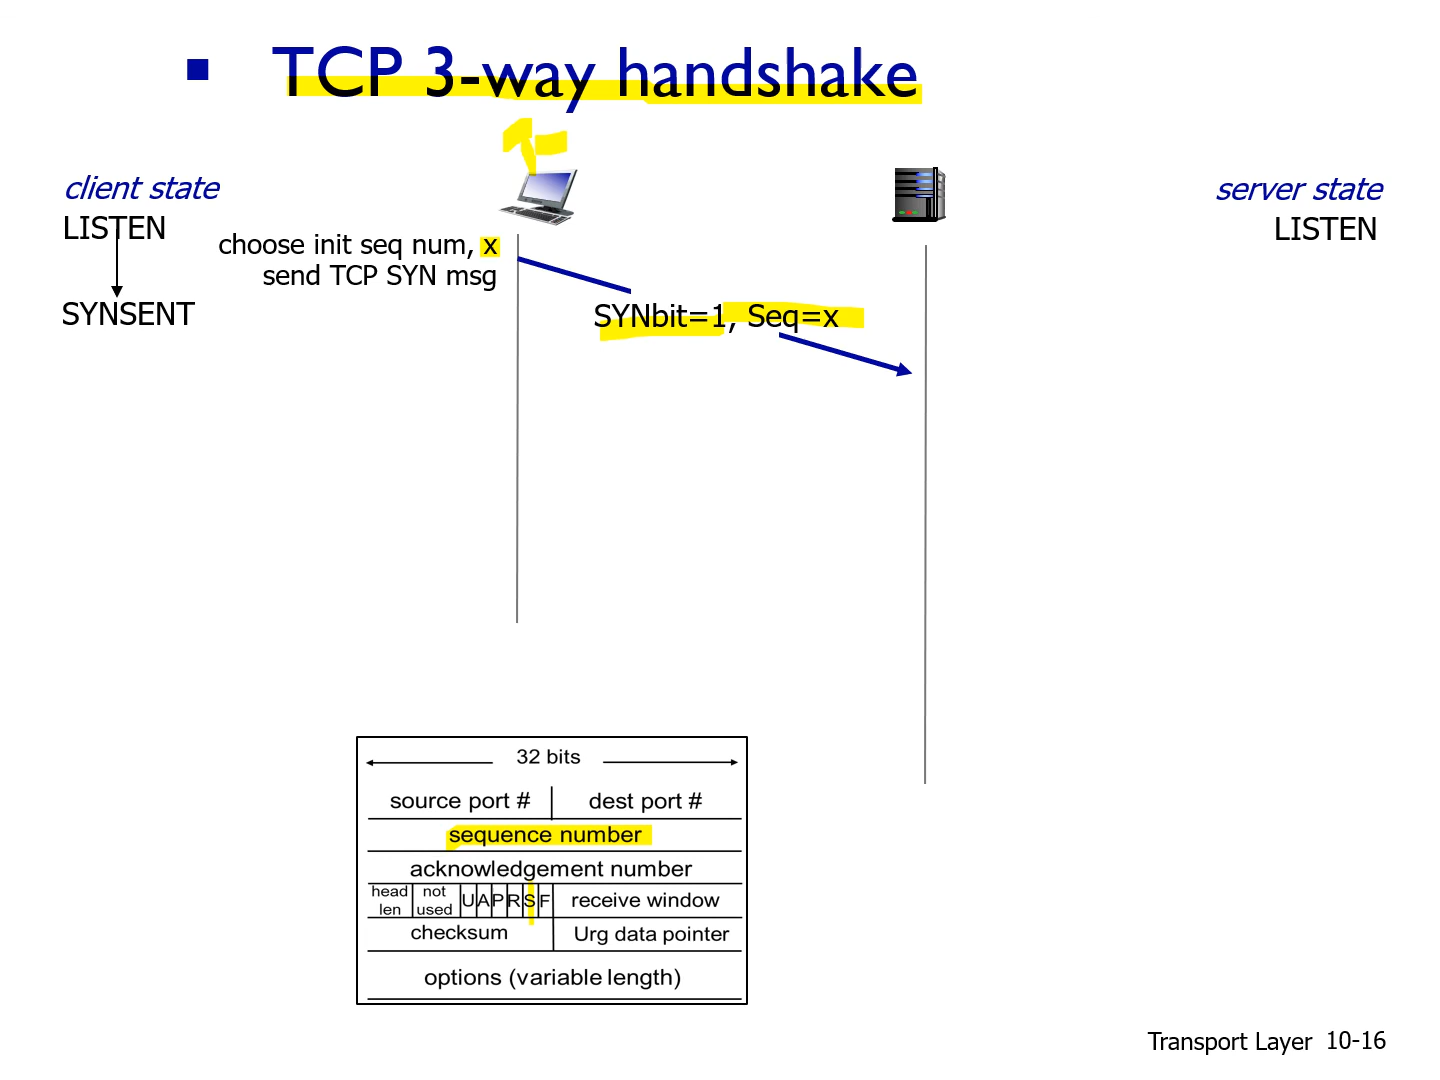 ▪ TCP 3-way handshake
client state
server state
LISTEN
LISTEN
choose init seq num, x
send TCP SYN msg
SYNSENT
SYNbit=1, Seq=x
32 bits
source port # dest port #
sequence number
acknowledgement number
head len not used U A P R S F receive window
checksum Urg data pointer
options (variable length)
Transport Layer 10-16